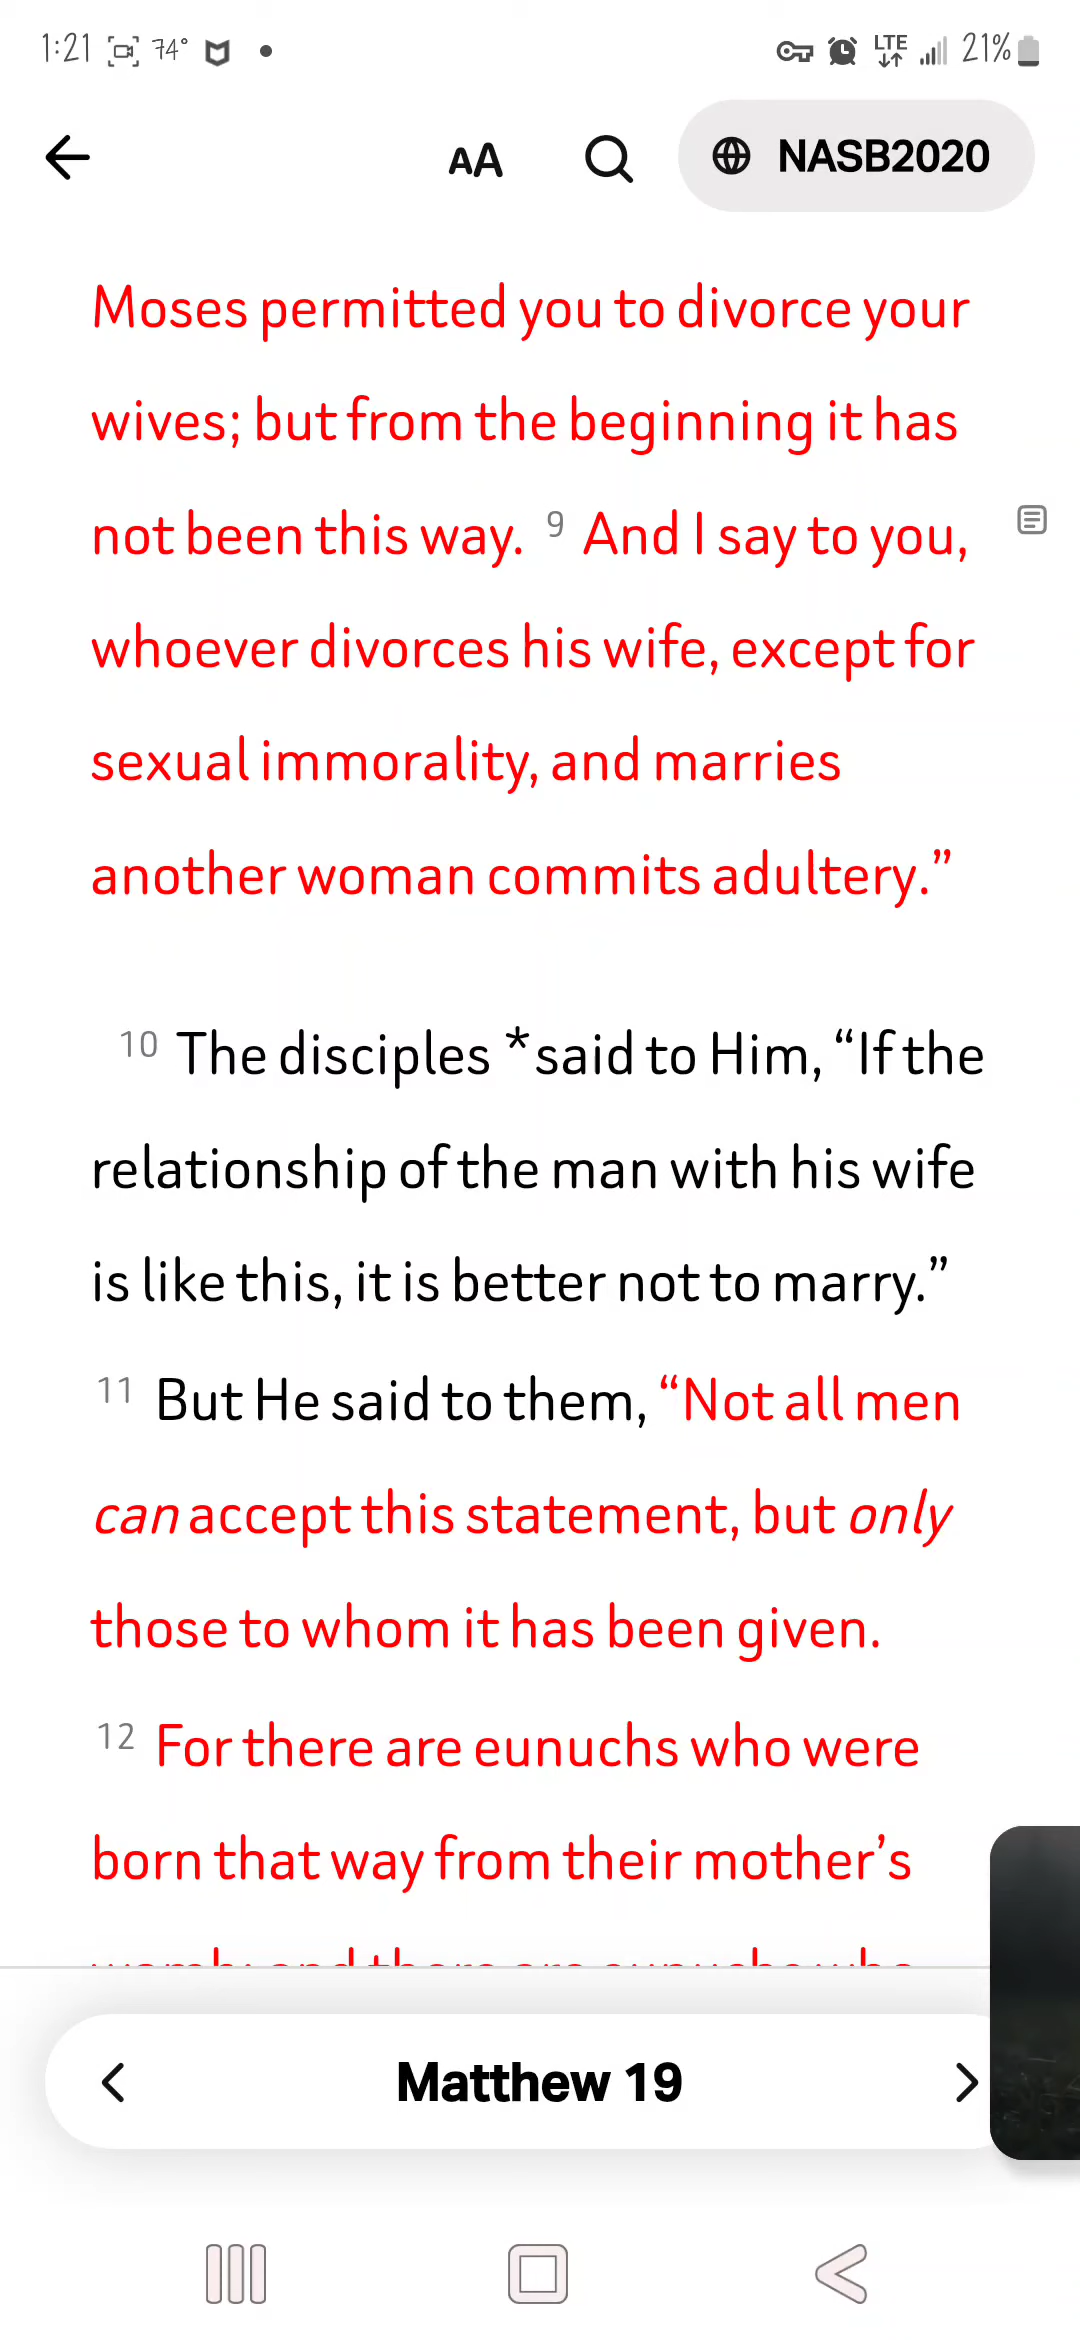 1:21 74°
LTE 21%
AA NASB2020
Moses permitted you to divorce your
wives; but from the beginning it has
not been this way. 9 And I say to you,
whoever divorces his wife, except for
sexual immorality, and marries
another woman commits adultery.”
10 The disciples *said to Him, “If the
relationship of the man with his wife
is like this, it is better not to marry.”
11 But He said to them, “Not all men
can accept this statement, but only
those to whom it has been given.
12 For there are eunuchs who were
born that way from their mother’s
Matthew 19